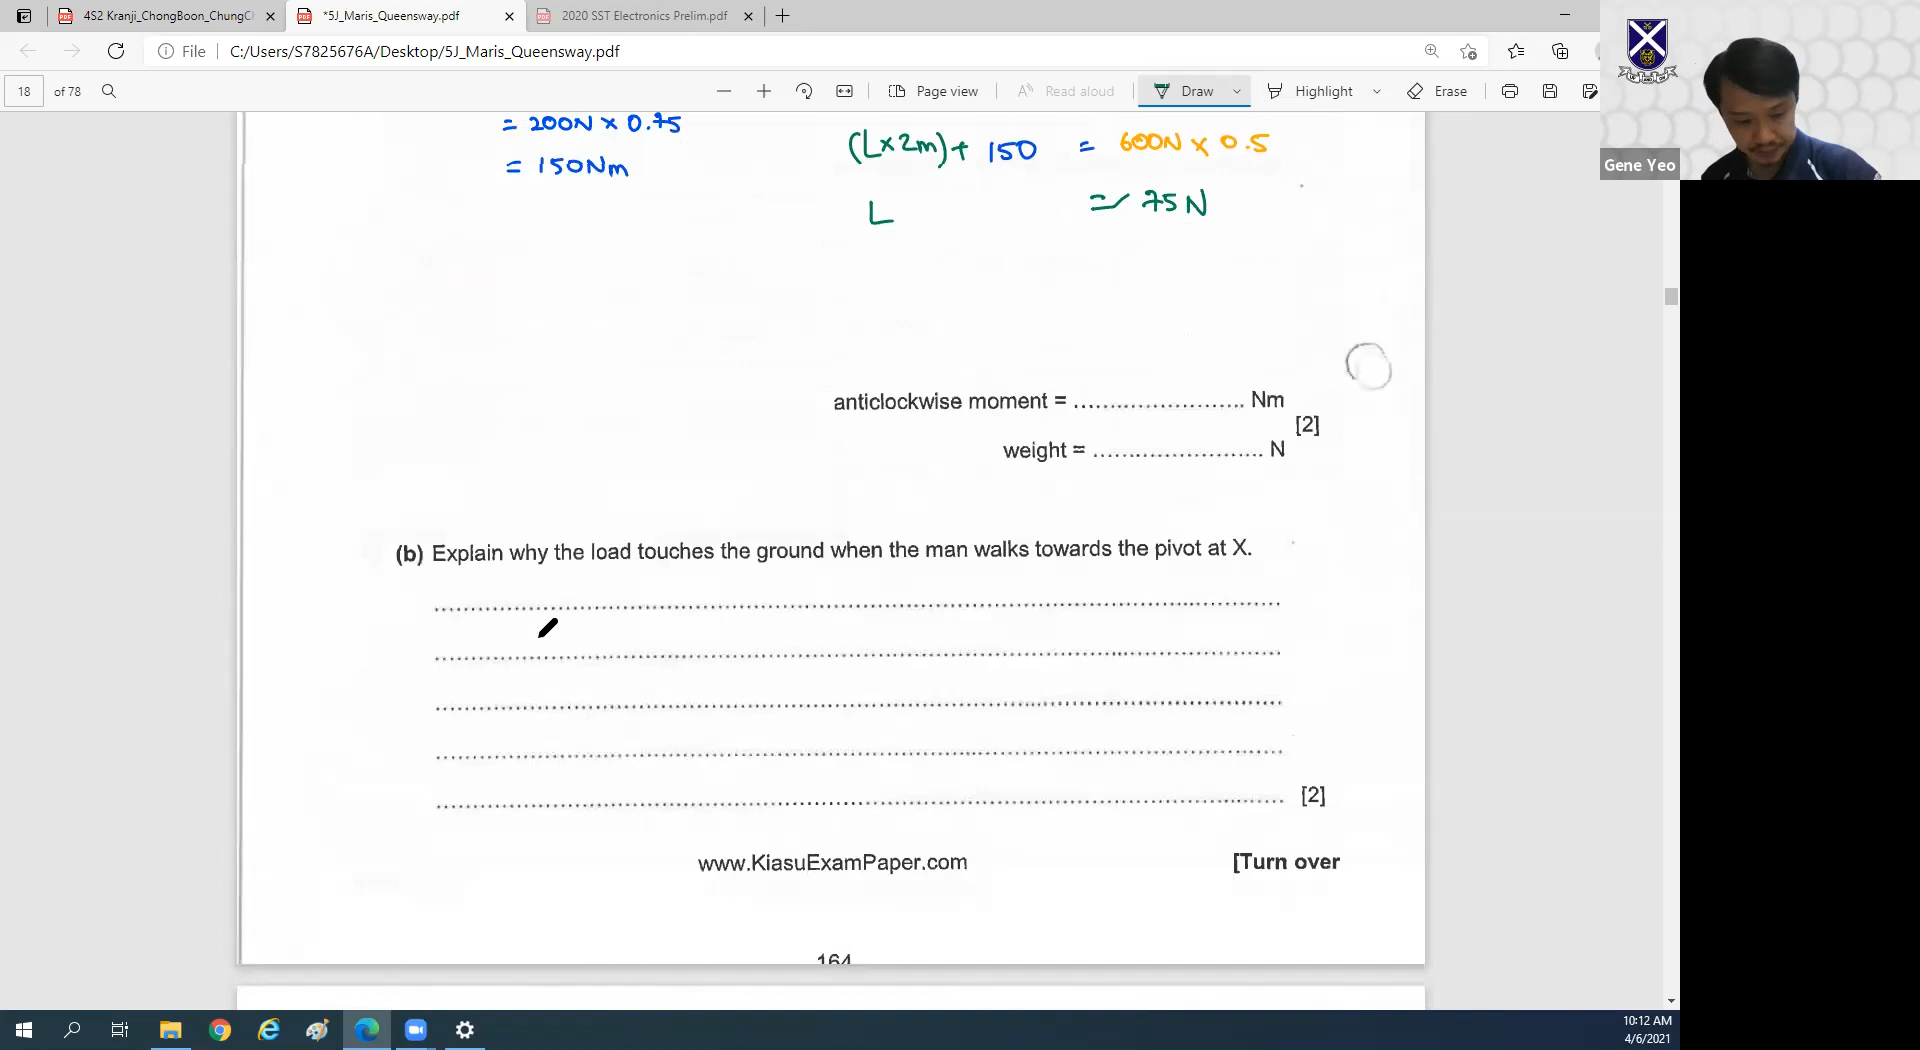 4S2 Kranji_ChongBoon_ChungCh
*5J_Maris_Queensway.pdf
2020 SST Electronics Prelim.pdf
File
C:/Users/S7825676A/Desktop/5J_Maris_Queensway.pdf
18 of 78
Page view
Read aloud
Draw
Highlight
Erase
Gene Yeo
= 200N × 0.75
= 150Nm
(L×2m) + 150 = 600N × 0.5
L = 75 N
anticlockwise moment = ........................ Nm
[2]
weight = ........................ N
(b) Explain why the load touches the ground when the man walks towards the pivot at X.
[2]
www.KiasuExamPaper.com
[Turn over
164
10:12 AM
4/6/2021